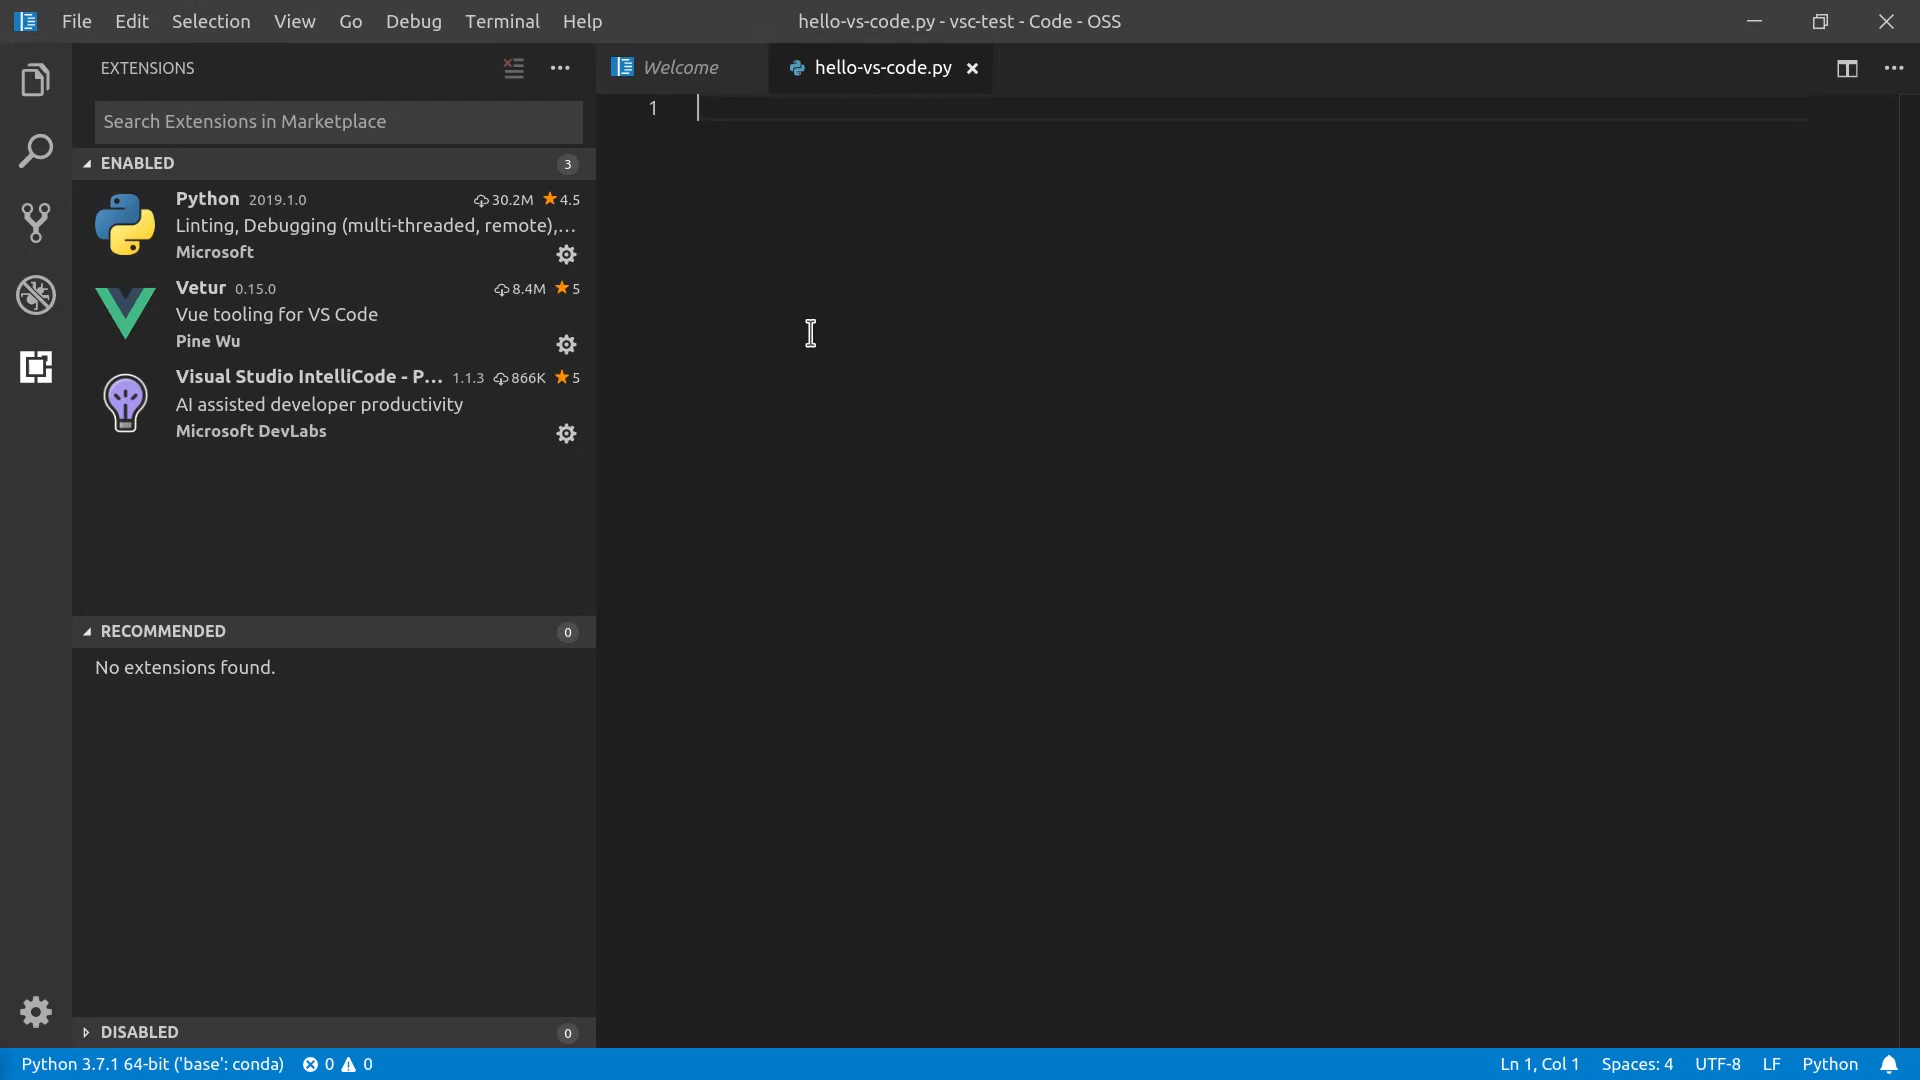 File Edit Selection View Go Debug Terminal Help
hello-vs-code.py - vsc-test - Code - OSS
EXTENSIONS
Search Extensions in Marketplace
ENABLED 3
Python 2019.1.0 30.2M 4.5
Linting, Debugging (multi-threaded, remote),...
Microsoft
Vetur 0.15.0 8.4M 5
Vue tooling for VS Code
Pine Wu
Visual Studio IntelliCode - P... 1.1.3 866K 5
AI assisted developer productivity
Microsoft DevLabs
RECOMMENDED 0
No extensions found.
DISABLED 0
Welcome
hello-vs-code.py
1
Python 3.7.1 64-bit ('base': conda) 0 0
Ln 1, Col 1 Spaces: 4 UTF-8 LF Python